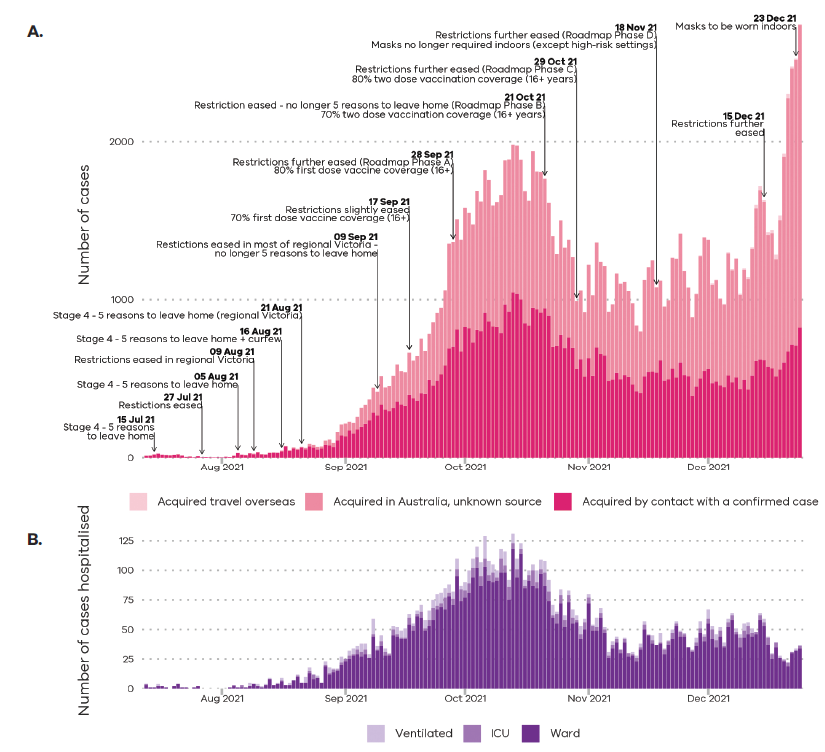 A.
23 Dec 21
Masks to be worn indoors
18 Nov 21
Restrictions further eased (Roadmap Phase D)
Masks no longer required indoors (except high-risk settings)
29 Oct 21
Restrictions further eased (Roadmap Phase C)
80% two dose vaccination coverage (16+ years)
21 Oct 21
Restriction eased - no longer 5 reasons to leave home (Roadmap Phase B)
70% two dose vaccination coverage (16+ years)
15 Dec 21
Restrictions further
eased
28 Sep 21
Restrictions further eased (Roadmap Phase A)
80% first dose vaccine coverage (16+)
17 Sep 21
Restrictions slightly eased
70% first dose vaccine coverage (16+)
09 Sep 21
Restictions eased in most of regional Victoria -
no longer 5 reasons to leave home
21 Aug 21
Stage 4 - 5 reasons to leave home (regional Victoria)
16 Aug 21
Stage 4 - 5 reasons to leave home + curfew
09 Aug 21
Restrictions eased in regional Victoria
05 Aug 21
Stage 4 - 5 reasons to leave home
27 Jul 21
Restictions eased
15 Jul 21
Stage 4 - 5 reasons
to leave home
Number of cases
2000
1000
0
Aug 2021
Sep 2021
Oct 2021
Nov 2021
Dec 2021
Acquired travel overseas
Acquired in Australia, unknown source
Acquired by contact with a confirmed case
B.
Number of cases hospitalised
125
100
75
50
25
0
Aug 2021
Sep 2021
Oct 2021
Nov 2021
Dec 2021
Ventilated
ICU
Ward